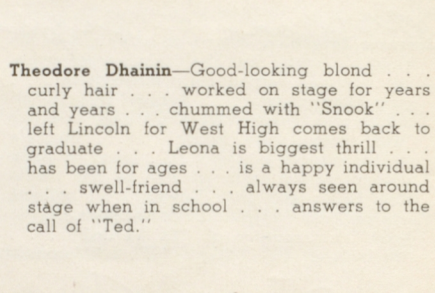 Theodore Dhainin—Good-looking blond . . .
curly hair . . . worked on stage for years
and years . . . chummed with "Snook" . . .
left Lincoln for West High comes back to
graduate . . . Leona is biggest thrill . . .
has been for ages . . . is a happy individual
. . . swell-friend . . . always seen around
stage when in school . . . answers to the
call of "Ted."